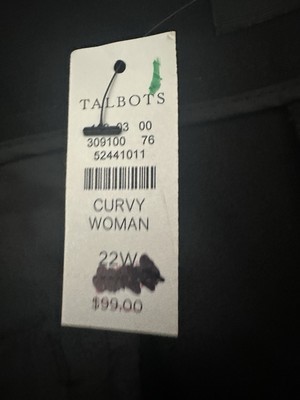 TALBOTS
03 00
309100 76
52441011
CURVY
WOMAN
22W
$99.00